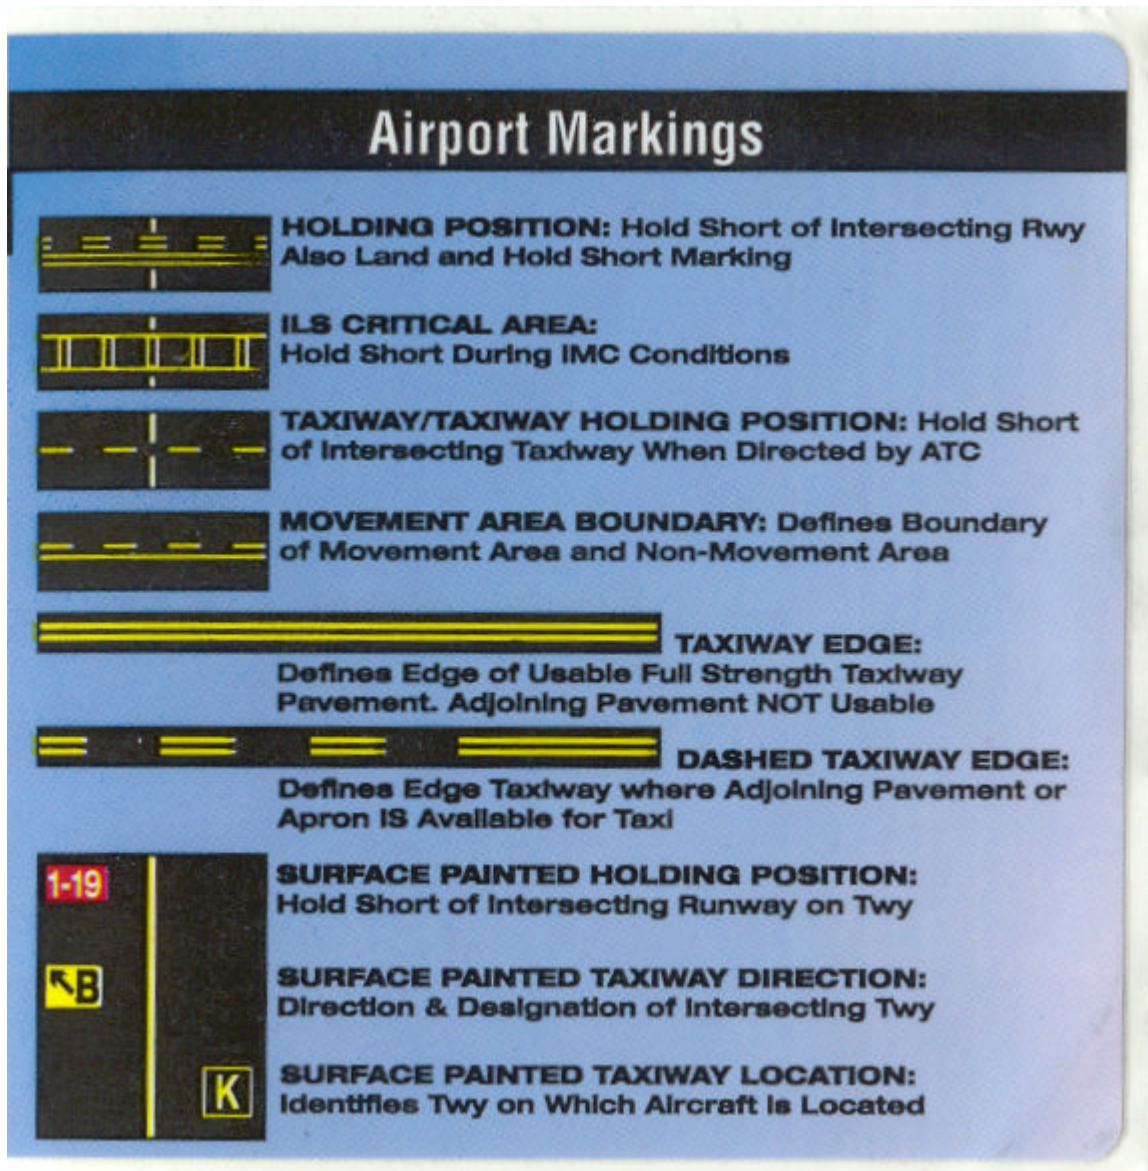 Airport Markings
HOLDING POSITION: Hold Short of Intersecting Rwy
Also Land and Hold Short Marking
ILS CRITICAL AREA:
Hold Short During IMC Conditions
TAXIWAY/TAXIWAY HOLDING POSITION: Hold Short
of Intersecting Taxiway When Directed by ATC
MOVEMENT AREA BOUNDARY: Defines Boundary
of Movement Area and Non-Movement Area
TAXIWAY EDGE:
Defines Edge of Usable Full Strength Taxiway
Pavement. Adjoining Pavement NOT Usable
DASHED TAXIWAY EDGE:
Defines Edge Taxiway where Adjoining Pavement or
Apron IS Available for Taxi
1-19
SURFACE PAINTED HOLDING POSITION:
Hold Short of Intersecting Runway on Twy
B
SURFACE PAINTED TAXIWAY DIRECTION:
Direction & Designation of Intersecting Twy
K
SURFACE PAINTED TAXIWAY LOCATION:
Identifies Twy on Which Aircraft is Located